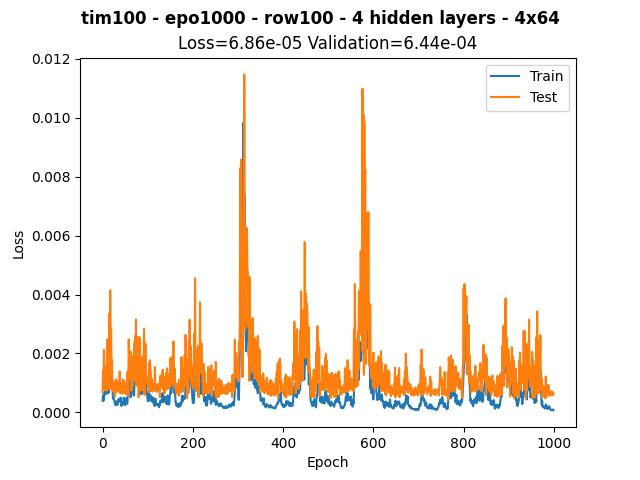 tim100 - epo1000 - row100 - 4 hidden layers - 4x64
Loss=6.86e-05 Validation=6.44e-04
Train
Test
0.012
0.010
0.008
0.006
0.004
0.002
0.000
Loss
0 200 400 600 800 1000
Epoch